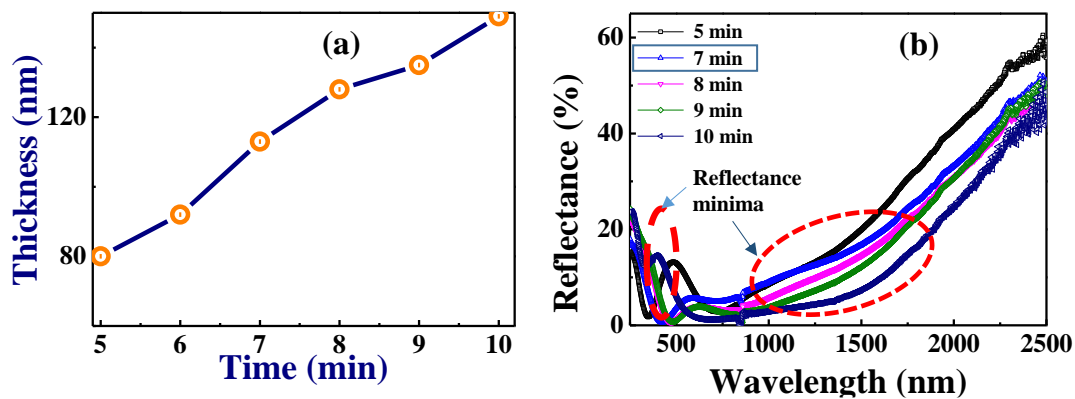 (a)
Thickness (nm)
120
80
5 6 7 8 9 10
Time (min)
(b)
5 min
7 min
8 min
9 min
10 min
Reflectance
minima
Reflectance (%)
60
40
20
0
500 1000 1500 2000 2500
Wavelength (nm)